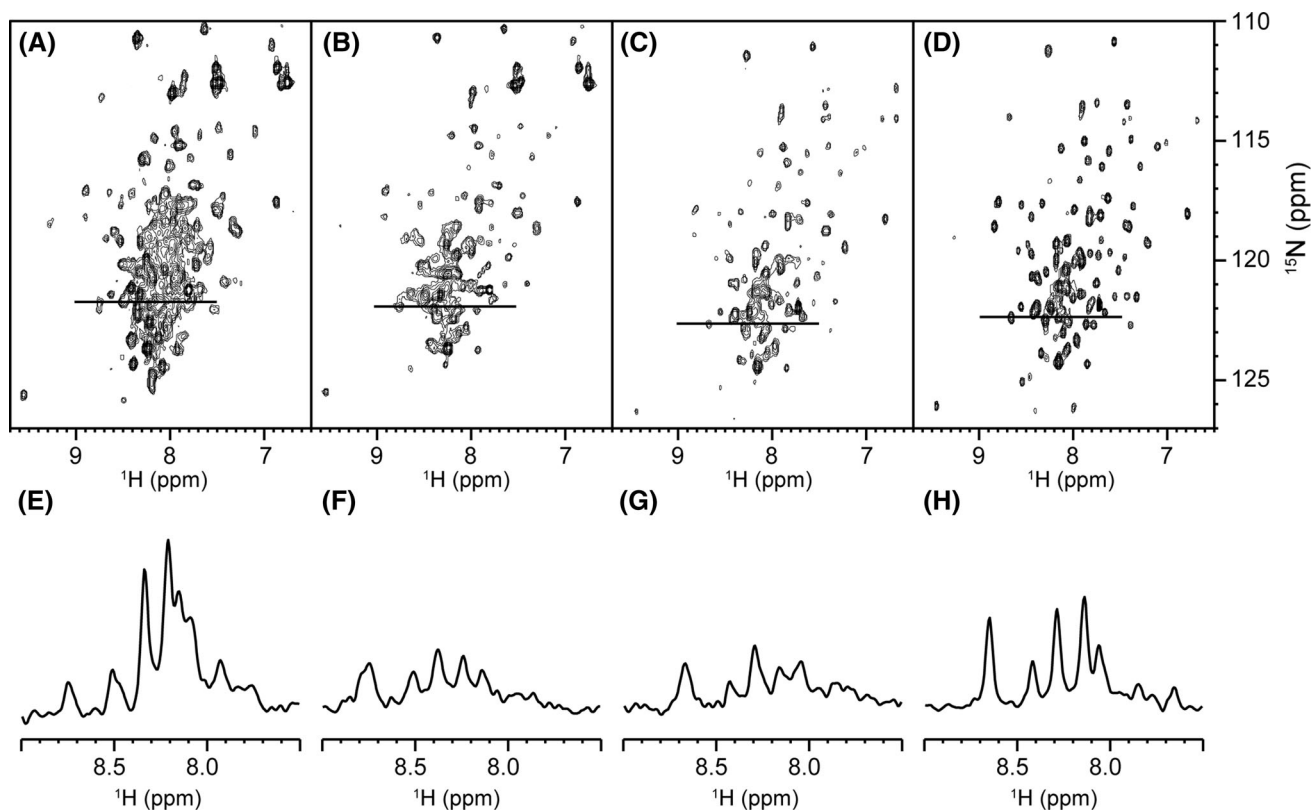 (A) (B) (C) (D) 110
115
120
125
¹⁵N (ppm)
9 8 7 9 8 7 9 8 7 9 8 7
¹H (ppm) ¹H (ppm) ¹H (ppm) ¹H (ppm)
(E) (F) (G) (H)
8.5 8.0 8.5 8.0 8.5 8.0 8.5 8.0
¹H (ppm) ¹H (ppm) ¹H (ppm) ¹H (ppm)